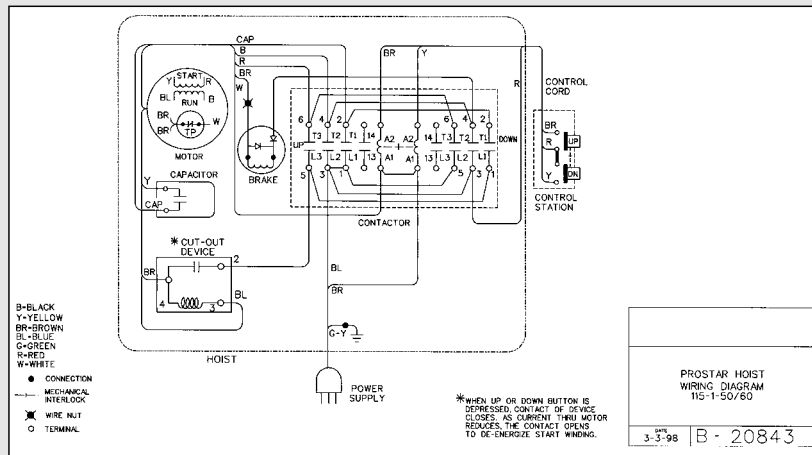 CAP
B
R
BR
W
BR
Y
R
CONTROL
CORD
Y START R
BL RUN B
BR
BR TP W
MOTOR
BRAKE
6 4 2
T3 T2 T1 14 A2 A2 14 T3 T2 T1
6 4 2
UP
DOWN
L3 L2 L1 13 A1 A1 13 L3 L2 L1
5 3 1
5 3 1
CONTACTOR
BR
R
Y
UP
DN
CONTROL
STATION
CAPACITOR
Y
CAP
* CUT-OUT
DEVICE
2
BR
BL
4 3
BL
BR
G-Y
HOIST
POWER
SUPPLY
B-BLACK
Y-YELLOW
BR-BROWN
BL-BLUE
G-GREEN
R-RED
W-WHITE
CONNECTION
MECHANICAL
INTERLOCK
WIRE NUT
TERMINAL
*WHEN UP OR DOWN BUTTON IS
DEPRESSED, CONTACT OF DEVICE
CLOSES. AS CURRENT THRU MOTOR
REDUCES, THE CONTACT OPENS
TO DE-ENERGIZE START WINDING.
PROSTAR HOIST
WIRING DIAGRAM
115-1-50/60
DATE
3-3-98
B - 20843